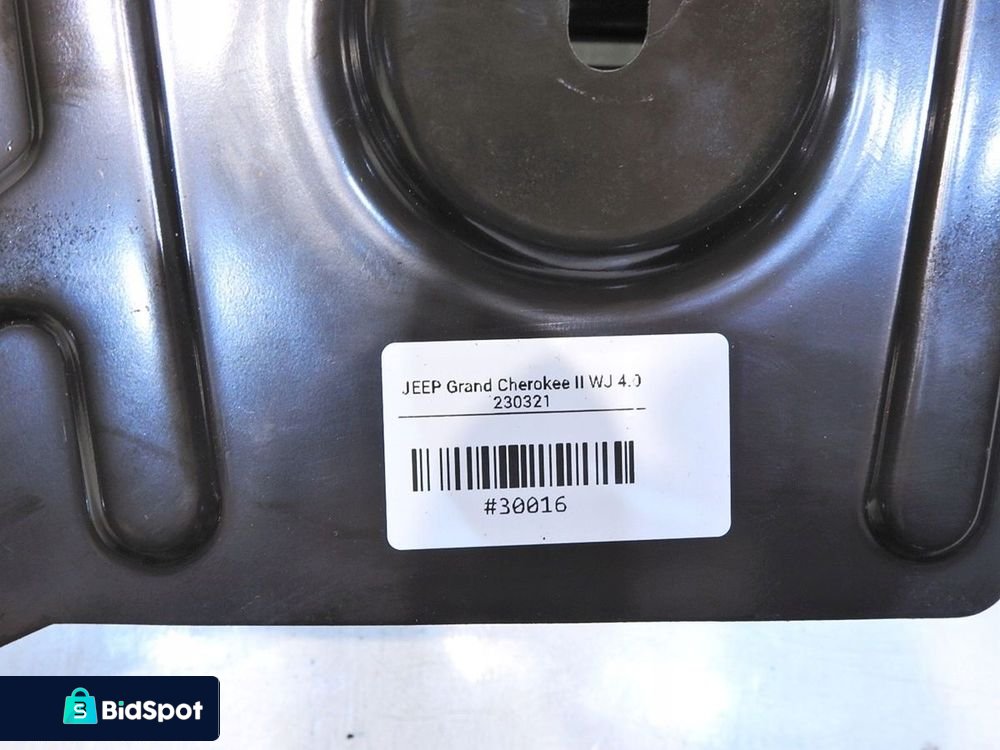 JEEP Grand Cherokee II WJ 4.0
230321
#30016
BidSpot